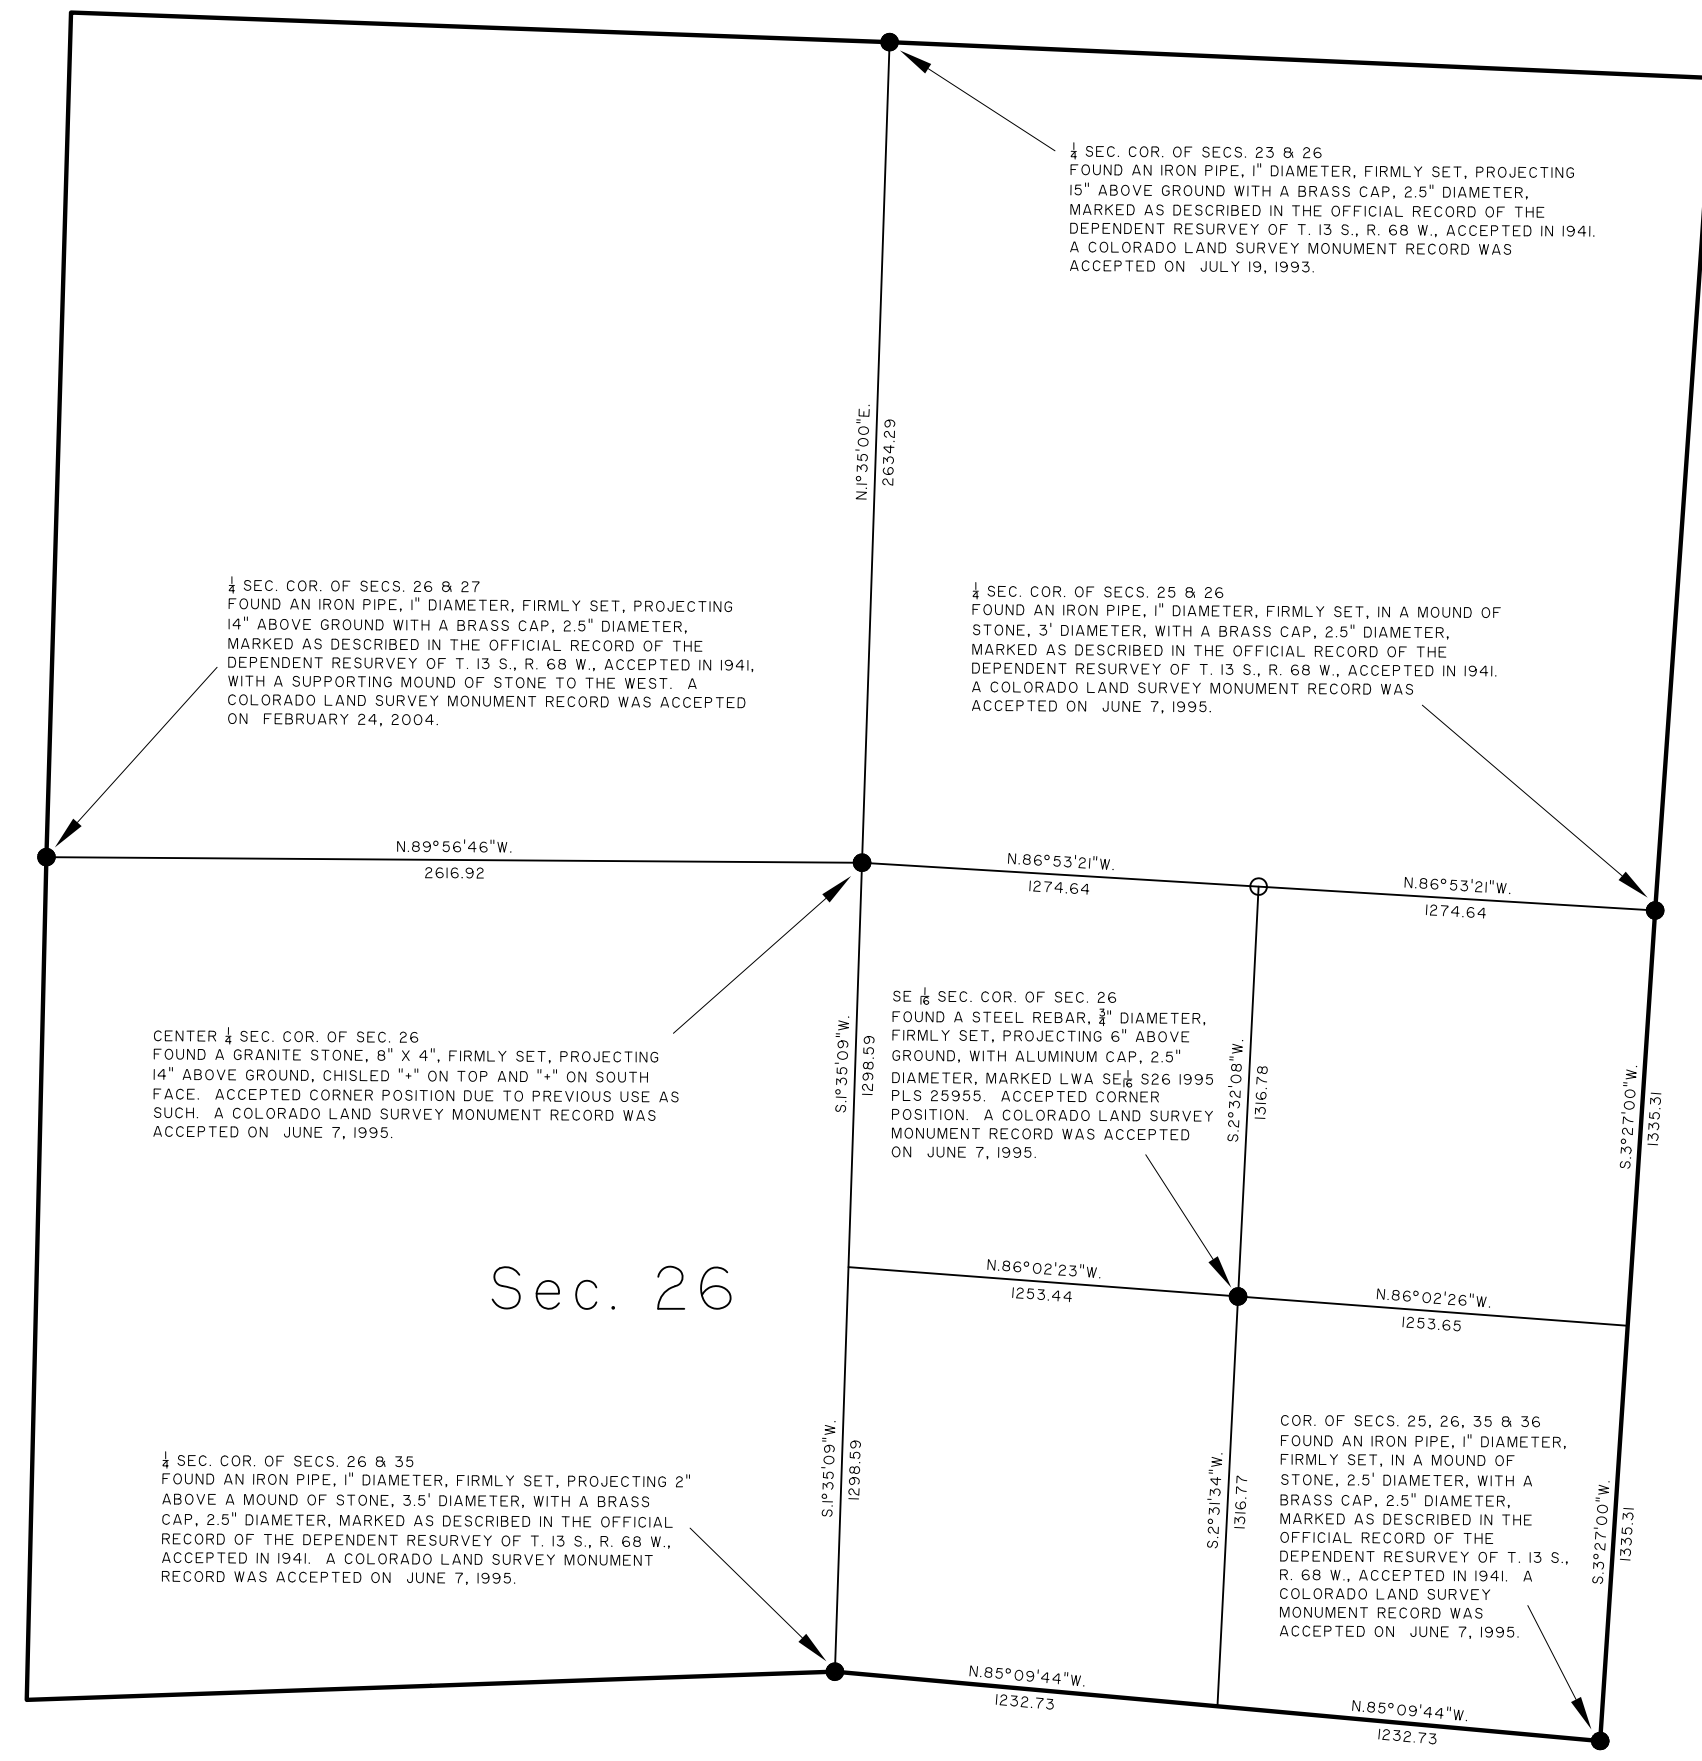 ¼ SEC. COR. OF SECS. 23 & 26
FOUND AN IRON PIPE, 1" DIAMETER, FIRMLY SET, PROJECTING
15" ABOVE GROUND WITH A BRASS CAP, 2.5" DIAMETER,
MARKED AS DESCRIBED IN THE OFFICIAL RECORD OF THE
DEPENDENT RESURVEY OF T. 13 S., R. 68 W., ACCEPTED IN 1941.
A COLORADO LAND SURVEY MONUMENT RECORD WAS
ACCEPTED ON JULY 19, 1993.
N.1°35'00"E.
2634.29
¼ SEC. COR. OF SECS. 26 & 27
FOUND AN IRON PIPE, 1" DIAMETER, FIRMLY SET, PROJECTING
14" ABOVE GROUND WITH A BRASS CAP, 2.5" DIAMETER,
MARKED AS DESCRIBED IN THE OFFICIAL RECORD OF THE
DEPENDENT RESURVEY OF T. 13 S., R. 68 W., ACCEPTED IN 1941,
WITH A SUPPORTING MOUND OF STONE TO THE WEST. A
COLORADO LAND SURVEY MONUMENT RECORD WAS ACCEPTED
ON FEBRUARY 24, 2004.
¼ SEC. COR. OF SECS. 25 & 26
FOUND AN IRON PIPE, 1" DIAMETER, FIRMLY SET, IN A MOUND OF
STONE, 3' DIAMETER, WITH A BRASS CAP, 2.5" DIAMETER,
MARKED AS DESCRIBED IN THE OFFICIAL RECORD OF THE
DEPENDENT RESURVEY OF T. 13 S., R. 68 W., ACCEPTED IN 1941.
A COLORADO LAND SURVEY MONUMENT RECORD WAS
ACCEPTED ON JUNE 7, 1995.
N.89°56'46"W.
2616.92
N.86°53'21"W.
1274.64
N.86°53'21"W.
1274.64
CENTER ¼ SEC. COR. OF SEC. 26
FOUND A GRANITE STONE, 8" X 4", FIRMLY SET, PROJECTING
14" ABOVE GROUND, CHISLED "+" ON TOP AND "+" ON SOUTH
FACE. ACCEPTED CORNER POSITION DUE TO PREVIOUS USE AS
SUCH. A COLORADO LAND SURVEY MONUMENT RECORD WAS
ACCEPTED ON JUNE 7, 1995.
S.1°35'09"W.
1298.59
SE 1/16 SEC. COR. OF SEC. 26
FOUND A STEEL REBAR, ¾" DIAMETER,
FIRMLY SET, PROJECTING 6" ABOVE
GROUND, WITH ALUMINUM CAP, 2.5"
DIAMETER, MARKED LWA SE1/16 S26 1995
PLS 25955. ACCEPTED CORNER
POSITION. A COLORADO LAND SURVEY
MONUMENT RECORD WAS ACCEPTED
ON JUNE 7, 1995.
S.2°32'08"W.
1316.78
S.3°27'00"W.
1335.31
Sec. 26
N.86°02'23"W.
1253.44
N.86°02'26"W.
1253.65
¼ SEC. COR. OF SECS. 26 & 35
FOUND AN IRON PIPE, 1" DIAMETER, FIRMLY SET, PROJECTING 2"
ABOVE A MOUND OF STONE, 3.5' DIAMETER, WITH A BRASS
CAP, 2.5" DIAMETER, MARKED AS DESCRIBED IN THE OFFICIAL
RECORD OF THE DEPENDENT RESURVEY OF T. 13 S., R. 68 W.,
ACCEPTED IN 1941. A COLORADO LAND SURVEY MONUMENT
RECORD WAS ACCEPTED ON JUNE 7, 1995.
S.1°35'09"W.
1298.59
S.2°31'34"W.
1316.77
COR. OF SECS. 25, 26, 35 & 36
FOUND AN IRON PIPE, 1" DIAMETER,
FIRMLY SET, IN A MOUND OF
STONE, 2.5' DIAMETER, WITH A
BRASS CAP, 2.5" DIAMETER,
MARKED AS DESCRIBED IN THE
OFFICIAL RECORD OF THE
DEPENDENT RESURVEY OF T. 13 S.,
R. 68 W., ACCEPTED IN 1941. A
COLORADO LAND SURVEY
MONUMENT RECORD WAS
ACCEPTED ON JUNE 7, 1995.
S.3°27'00"W.
1335.31
N.85°09'44"W.
1232.73
N.85°09'44"W.
1232.73